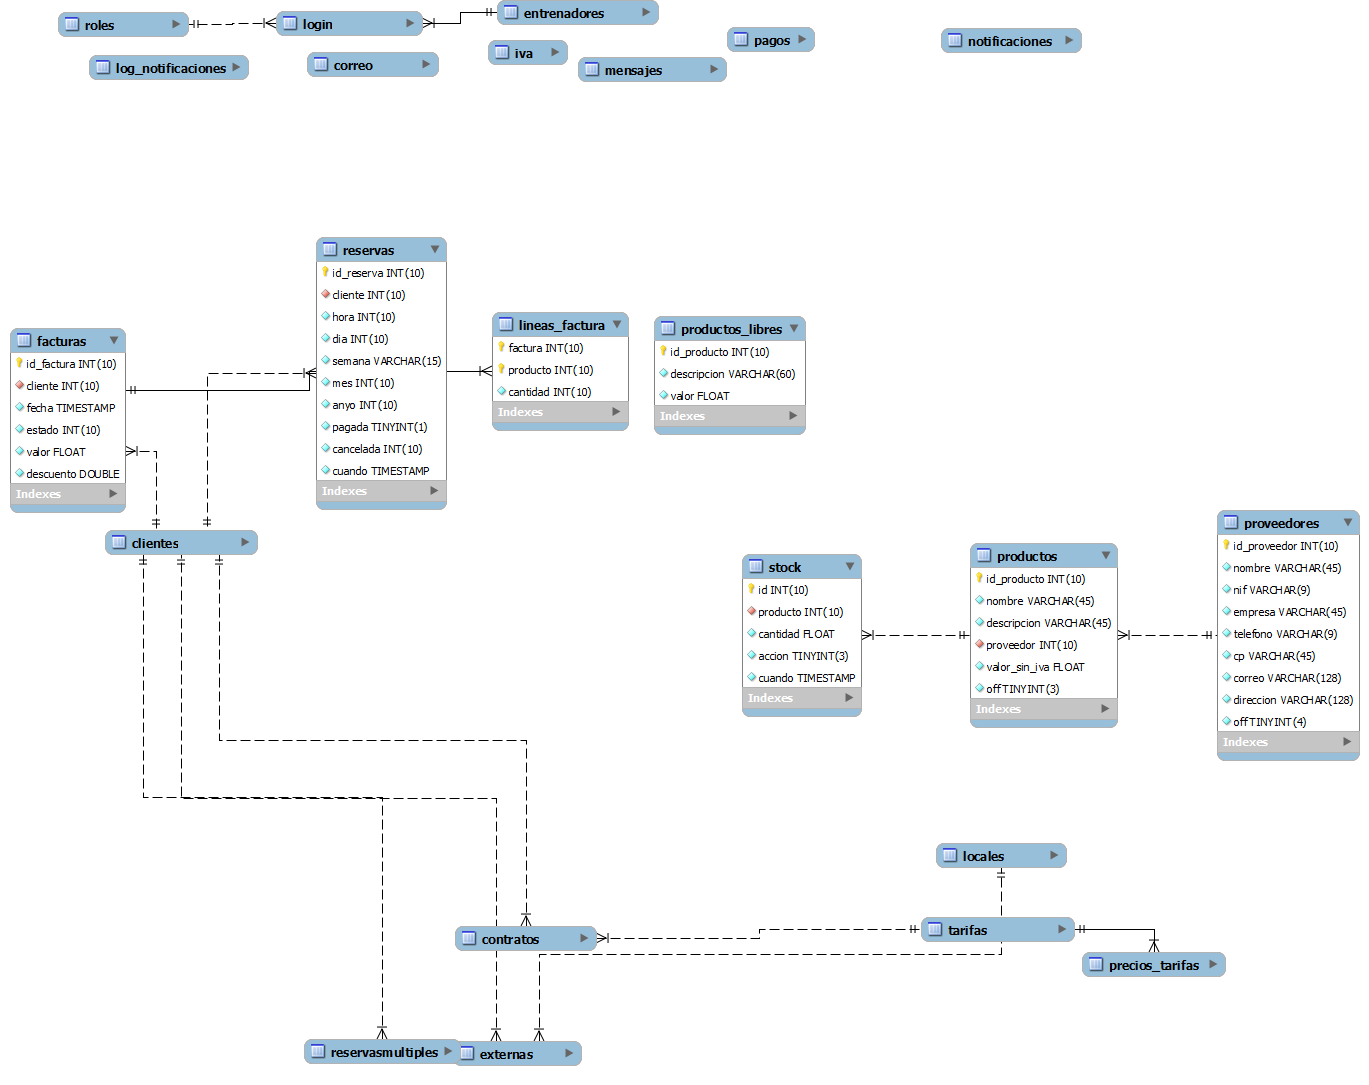 roles
login
entrenadores
log_notificaciones
correo
iva
mensajes
pagos
notificaciones
facturas
id_factura INT(10)
cliente INT(10)
fecha TIMESTAMP
estado INT(10)
valor FLOAT
descuento DOUBLE
Indexes
reservas
id_reserva INT(10)
cliente INT(10)
hora INT(10)
dia INT(10)
semana VARCHAR(15)
mes INT(10)
anyo INT(10)
pagada TINYINT(1)
cancelada INT(10)
cuando TIMESTAMP
Indexes
lineas_factura
factura INT(10)
producto INT(10)
cantidad INT(10)
Indexes
productos_libres
id_producto INT(10)
descripcion VARCHAR(60)
valor FLOAT
Indexes
clientes
stock
id INT(10)
producto INT(10)
cantidad FLOAT
accion TINYINT(3)
cuando TIMESTAMP
Indexes
productos
id_producto INT(10)
nombre VARCHAR(45)
descripcion VARCHAR(45)
proveedor INT(10)
valor_sin_iva FLOAT
off TINYINT(3)
Indexes
proveedores
id_proveedor INT(10)
nombre VARCHAR(45)
nif VARCHAR(9)
empresa VARCHAR(45)
telefono VARCHAR(9)
cp VARCHAR(45)
correo VARCHAR(128)
direccion VARCHAR(128)
off TINYINT(4)
Indexes
locales
contratos
tarifas
precios_tarifas
reservasmultiples
externas